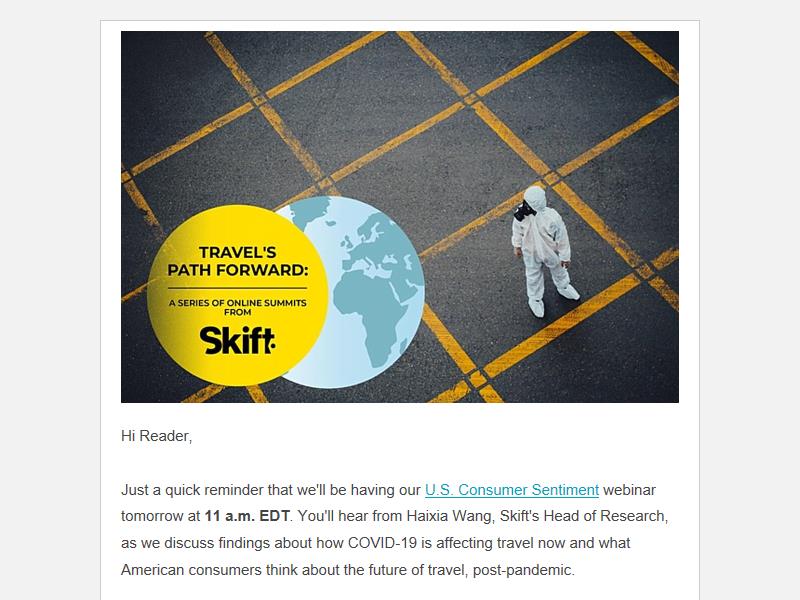 TRAVEL'S
PATH FORWARD:
A SERIES OF ONLINE SUMMITS
FROM
Skift:
Hi Reader,
Just a quick reminder that we'll be having our U.S. Consumer Sentiment webinar
tomorrow at 11 a.m. EDT. You'll hear from Haixia Wang, Skift's Head of Research,
as we discuss findings about how COVID-19 is affecting travel now and what
American consumers think about the future of travel, post-pandemic.